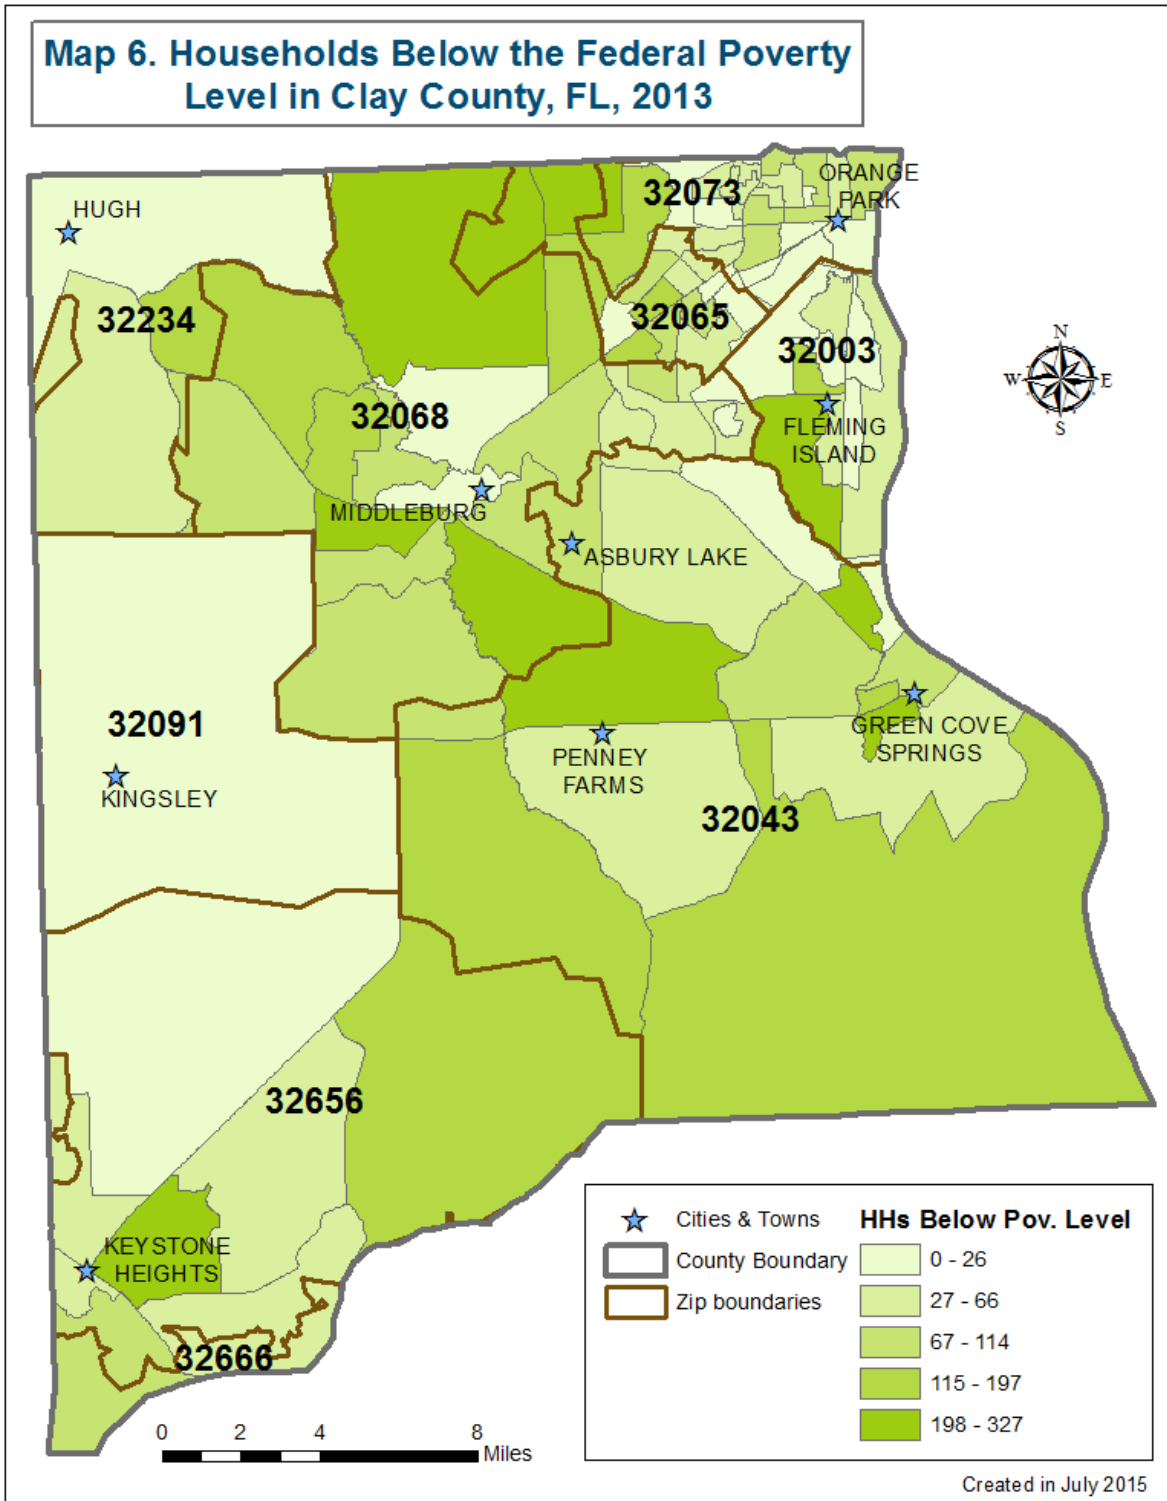 Map 6. Households Below the Federal Poverty
Level in Clay County, FL, 2013
HUGH
32073
ORANGE
PARK
32234
32065
32003
32068
FLEMING
ISLAND
MIDDLEBURG
ASBURY LAKE
N
W E
S
32091
KINGSLEY
PENNEY
FARMS
GREEN COVE
SPRINGS
32043
32656
KEYSTONE
HEIGHTS
32666
0 2 4 8
Miles
Cities & Towns
County Boundary
Zip boundaries
HHs Below Pov. Level
0 - 26
27 - 66
67 - 114
115 - 197
198 - 327
Created in July 2015